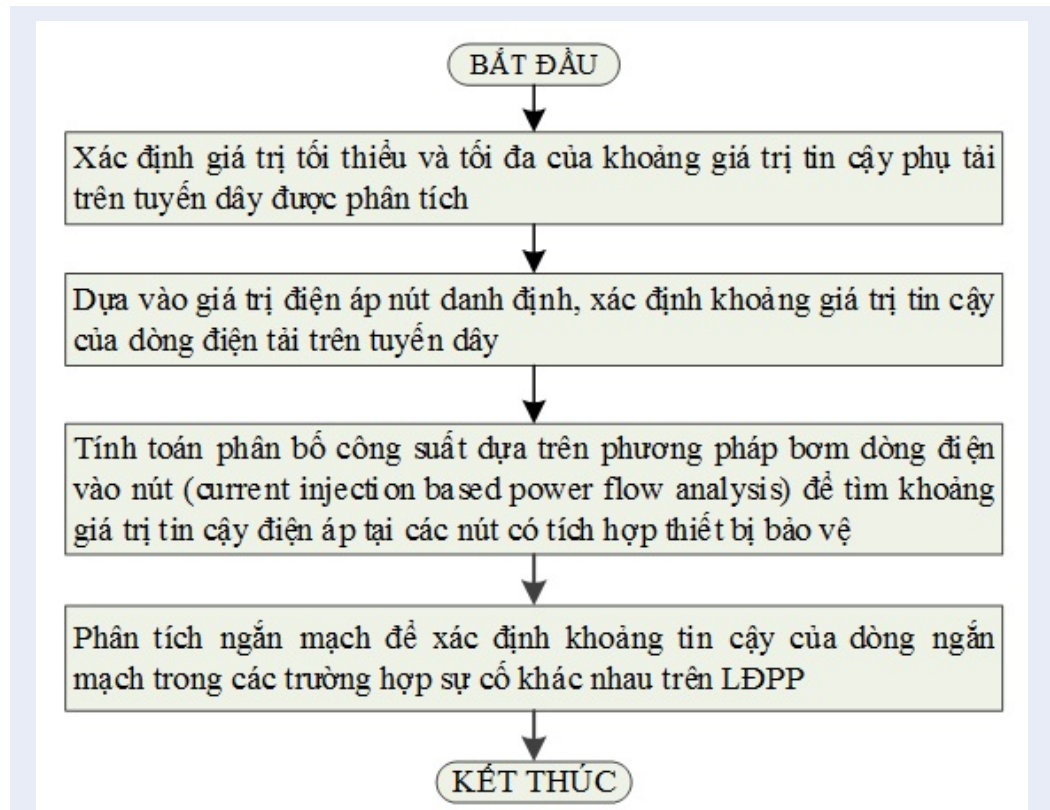 BẮT ĐẦU
Xác định giá trị tối thiểu và tối đa của khoảng giá trị tin cậy phụ tải
trên tuyến dây được phân tích
Dựa vào giá trị điện áp nút danh định, xác định khoảng giá trị tin cậy
của dòng điện tải trên tuyến dây
Tính toán phân bố công suất dựa trên phương pháp bơm dòng điện
vào nút (current injection based power flow analysis) để tìm khoảng
giá trị tin cậy điện áp tại các nút có tích hợp thiết bị bảo vệ
Phân tích ngắn mạch để xác định khoảng tin cậy của dòng ngắn
mạch trong các trường hợp sự cố khác nhau trên LĐPP
KẾT THÚC